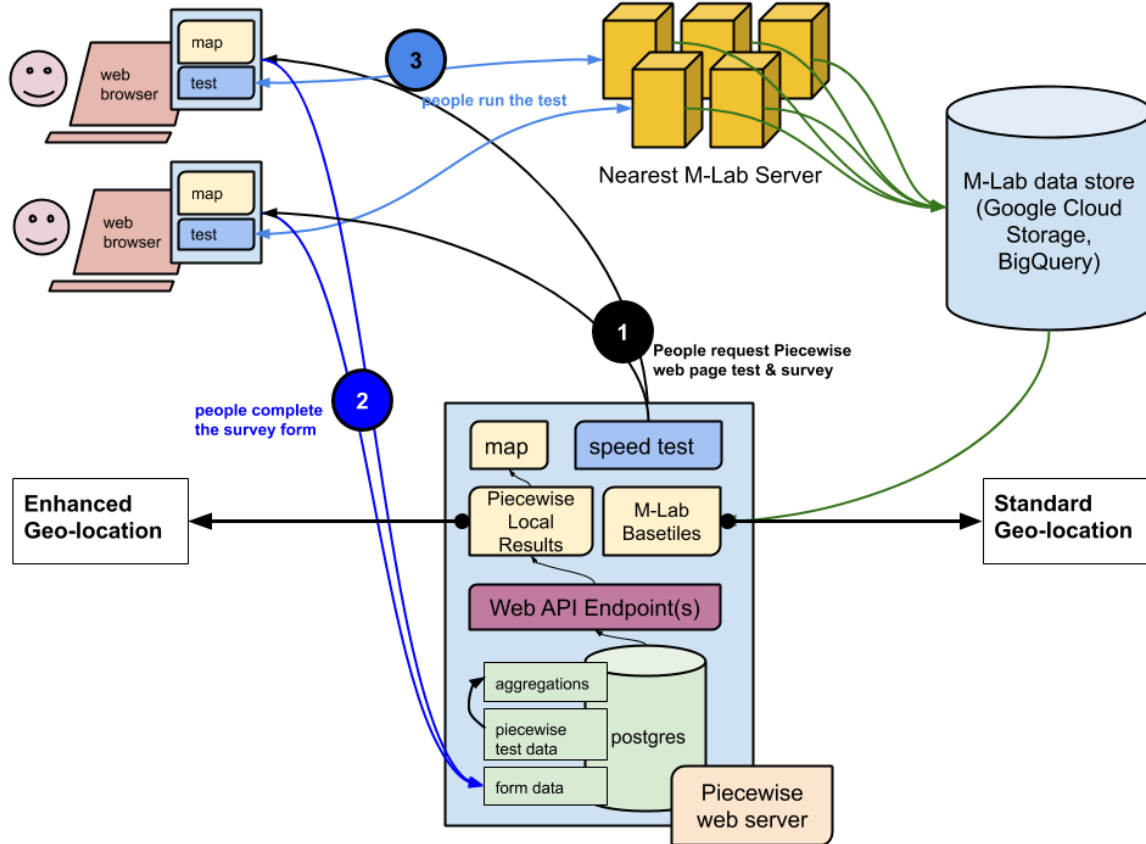 map
test
web
browser
3
people run the test
Nearest M-Lab Server
M-Lab data store
(Google Cloud
Storage,
BigQuery)
map
test
web
browser
1
People request Piecewise
web page test & survey
2
people complete
the survey form
map
speed test
Enhanced
Geo-location
Piecewise
Local
Results
M-Lab
Basetiles
Standard
Geo-location
Web API Endpoint(s)
aggregations
piecewise
test data
form data
postgres
Piecewise
web server